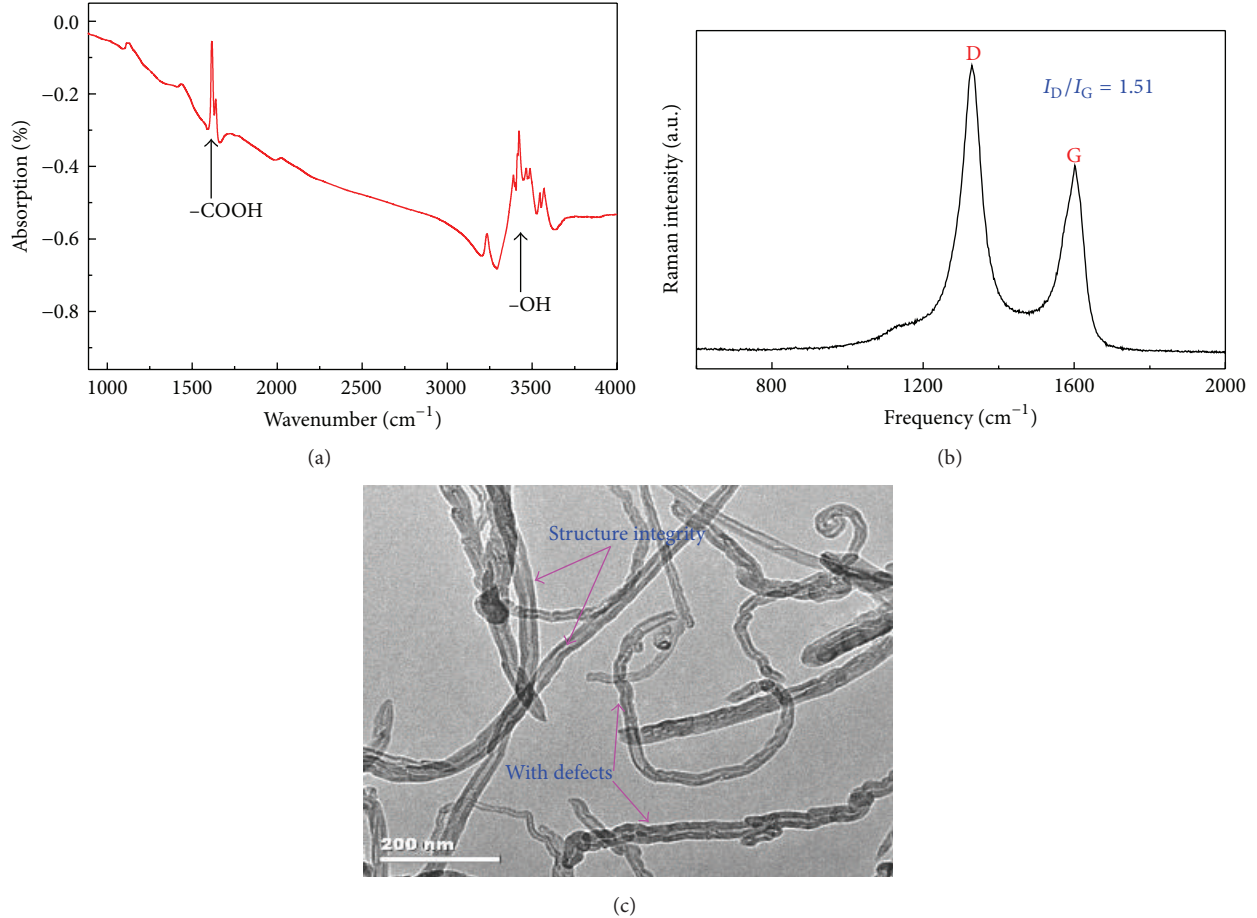 0.0
−0.2
−0.4
−0.6
−0.8
Absorption (%)
–COOH
–OH
1000 1500 2000 2500 3000 3500 4000
Wavenumber (cm⁻¹)
(a)
D
I_D/I_G = 1.51
G
Raman intensity (a.u.)
800 1200 1600 2000
Frequency (cm⁻¹)
(b)
Structure integrity
With defects
200 nm
(c)